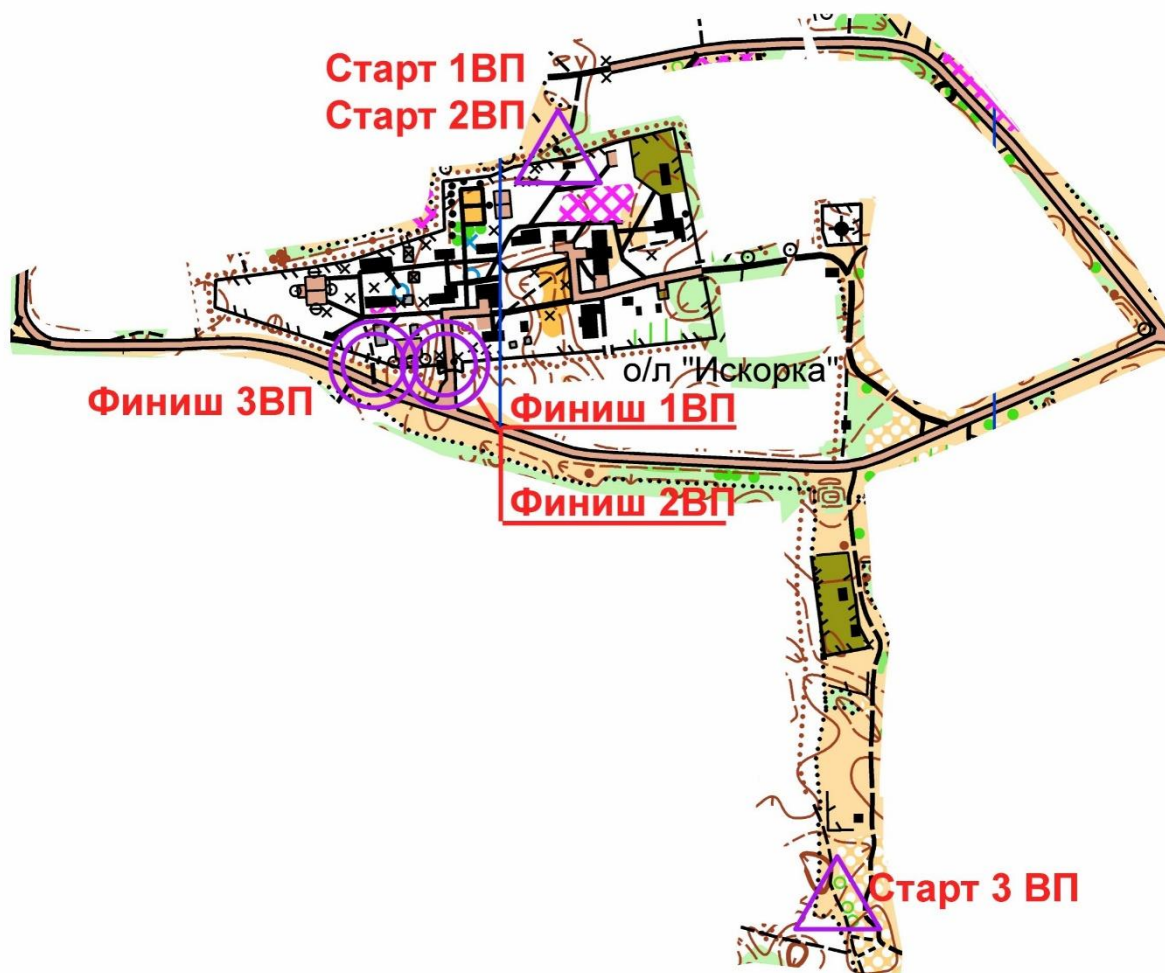 Старт 1ВП
Старт 2ВП
о/л "Искорка"
Финиш 3ВП
Финиш 1ВП
Финиш 2ВП
Старт 3 ВП